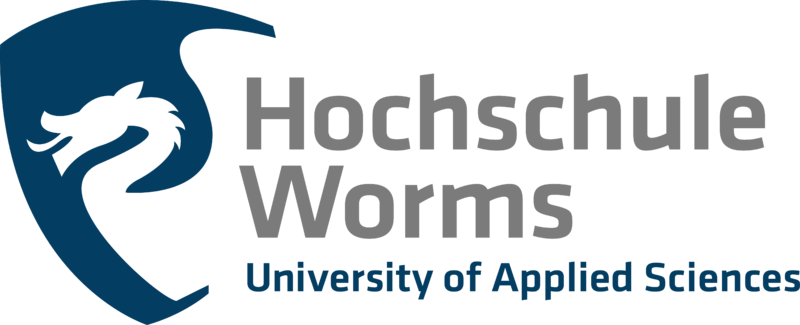 Hochschule
Worms
University of Applied Sciences